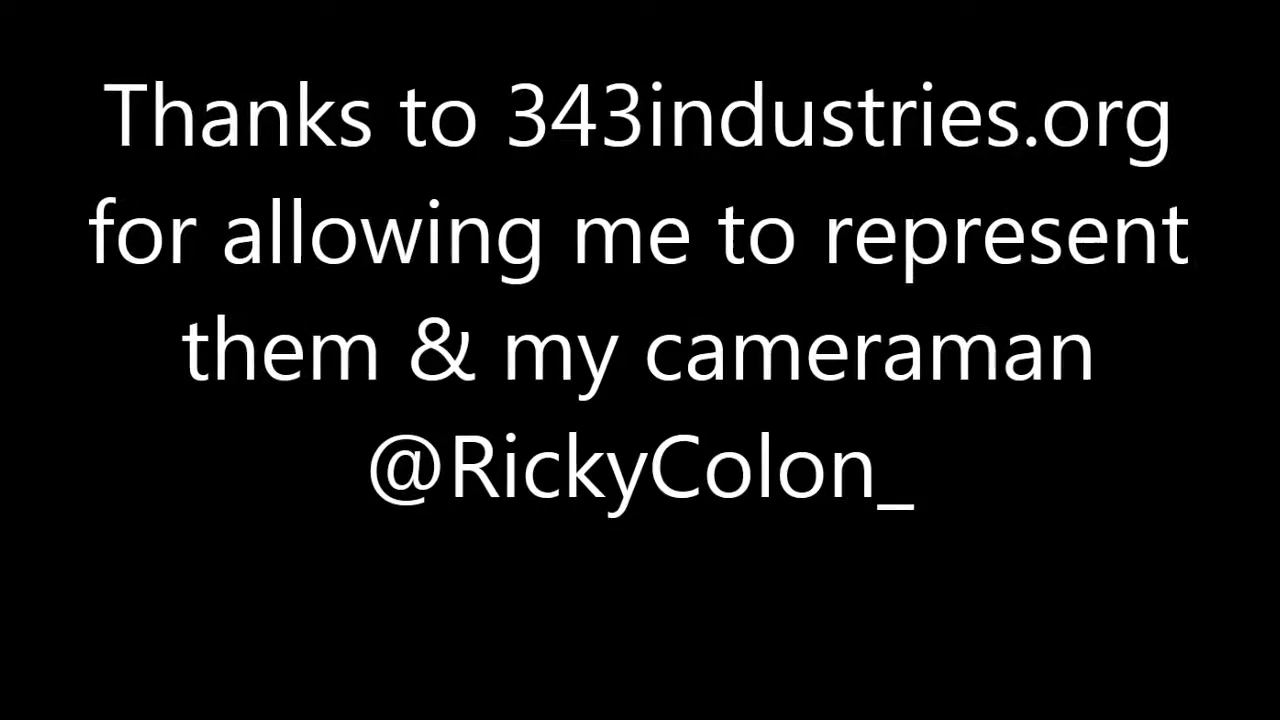 Thanks to 343industries.org
for allowing me to represent
them & my cameraman
@RickyColon_